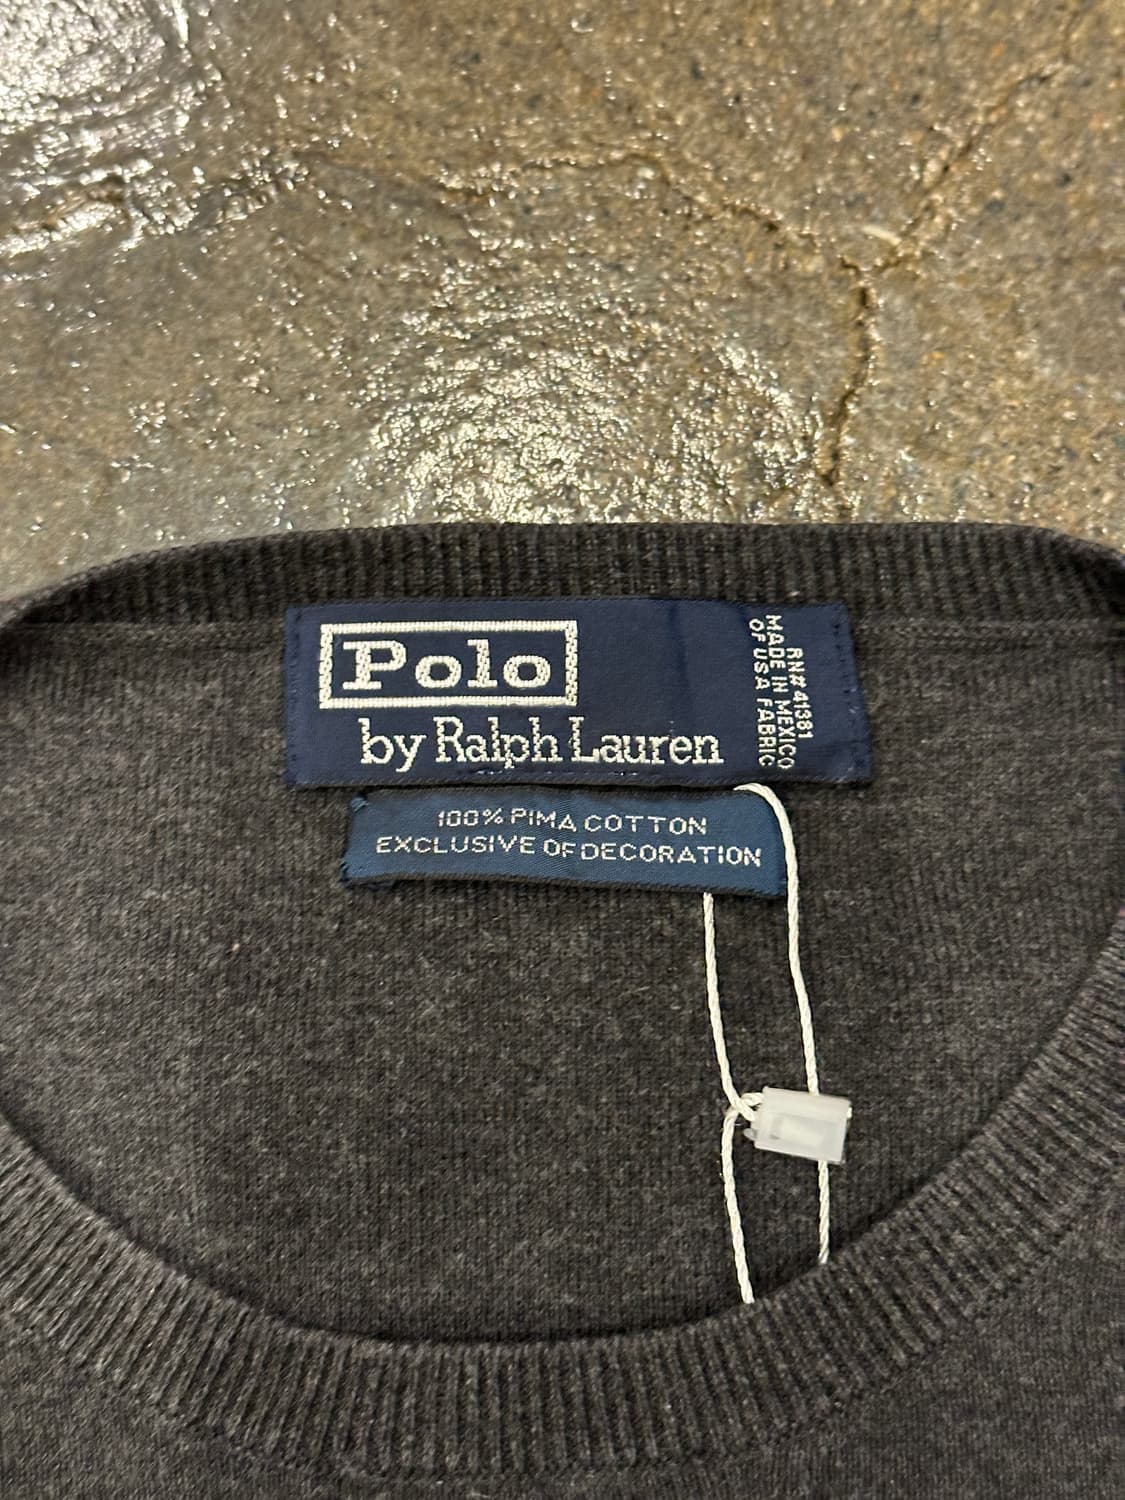 Polo
by Ralph Lauren
RN#41381
MADE IN MEXICO
OF USA FABRIC
100% PIMA COTTON
EXCLUSIVE OF DECORATION